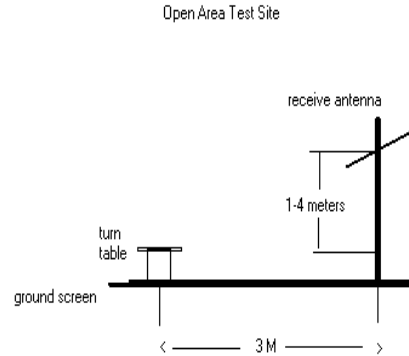 Open Area Test Site
receive antenna
1-4 meters
turn
table
ground screen
3 M